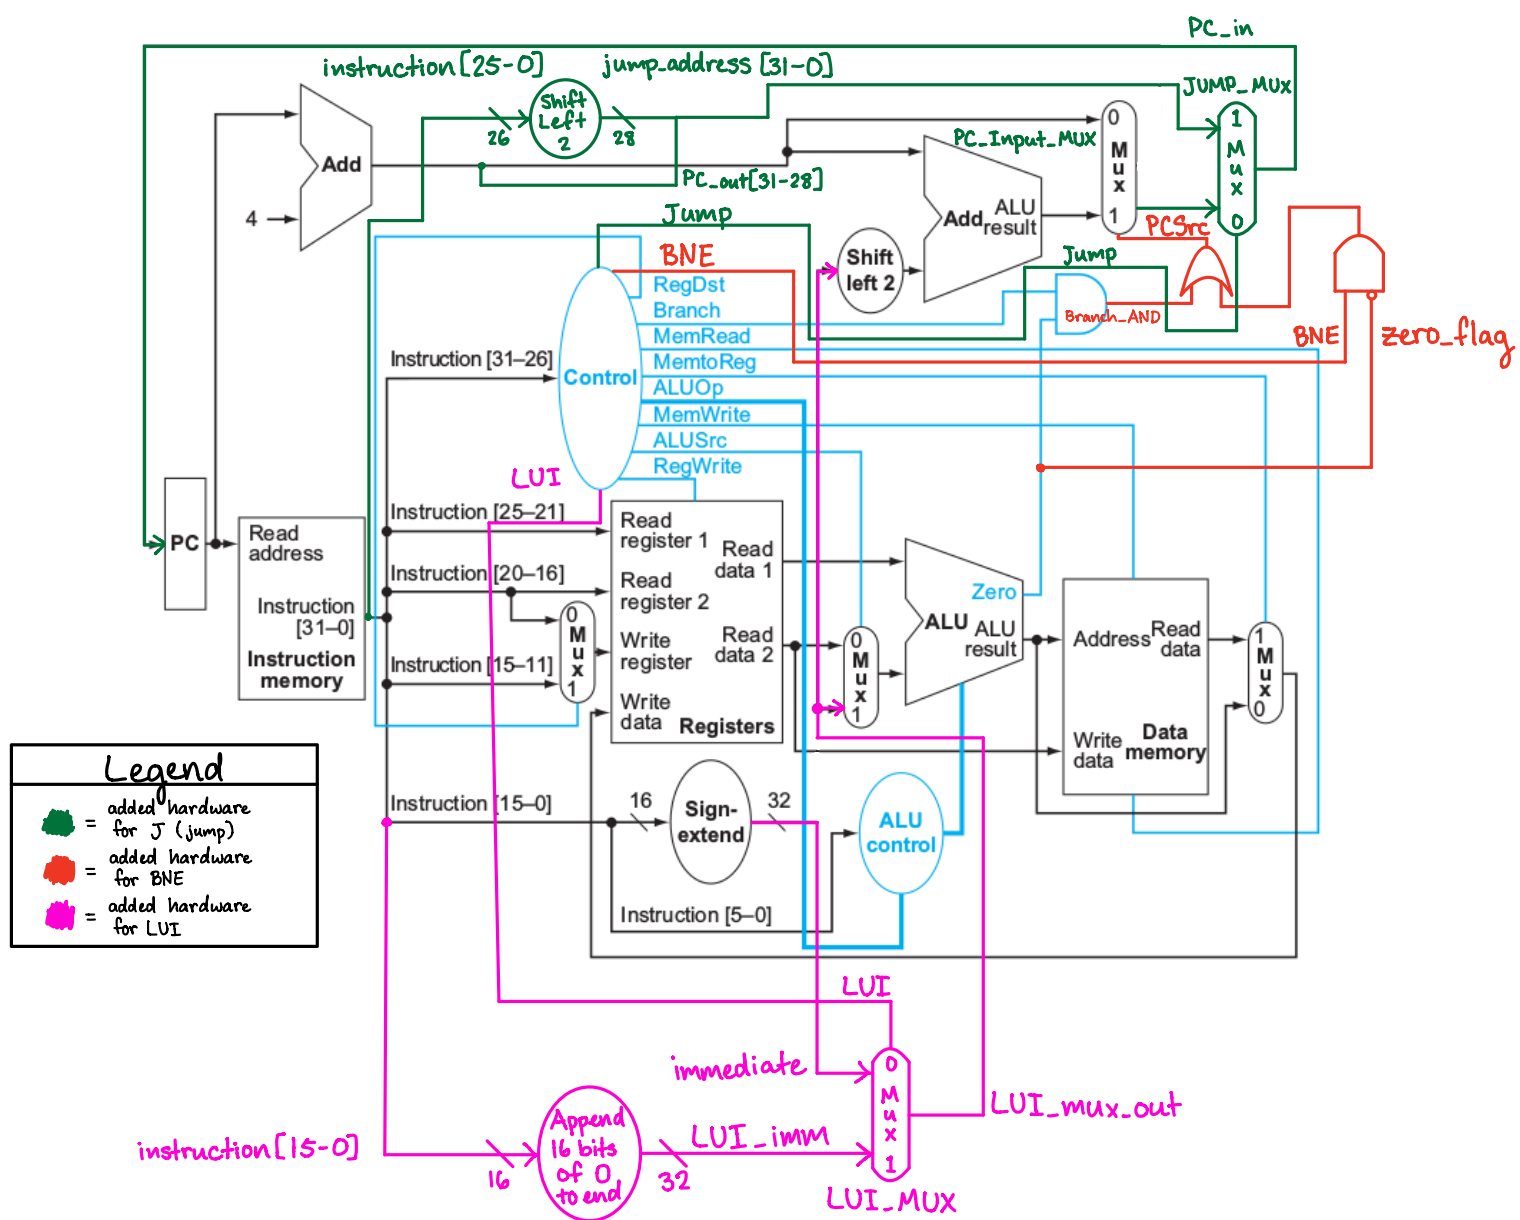 PC_in
instruction[25-0]
jump_address [31-0]
JUMP_MUX
Shift
Left
2
26
28
PC_Input_MUX
0
M
u
x
1
1
M
u
x
0
Add
4
PC_out[31-28]
Jump
Add
ALU
result
PCSrc
Shift
left 2
Jump
BNE
RegDst
Branch
MemRead
MemtoReg
ALUOp
MemWrite
ALUSrc
RegWrite
Branch_AND
BNE
zero_flag
Instruction [31–26]
Control
LUI
PC
Read
address
Instruction
[31–0]
Instruction
memory
Instruction [25–21]
Instruction [20–16]
Instruction [15–11]
0
M
u
x
1
Read
register 1
Read
register 2
Write
register
Write
data
Read
data 1
Read
data 2
Registers
0
M
u
x
1
Zero
ALU
ALU
result
Address
Read
data
Write
data
Data
memory
1
M
u
x
0
Legend
= added hardware
for J (jump)
= added hardware
for BNE
= added hardware
for LUI
Instruction [15–0]
16
Sign-
extend
32
ALU
control
Instruction [5–0]
LUI
immediate
0
M
u
x
1
LUI_mux_out
instruction[15-0]
16
Append
16 bits
of 0
to end
LUI_imm
32
LUI_MUX